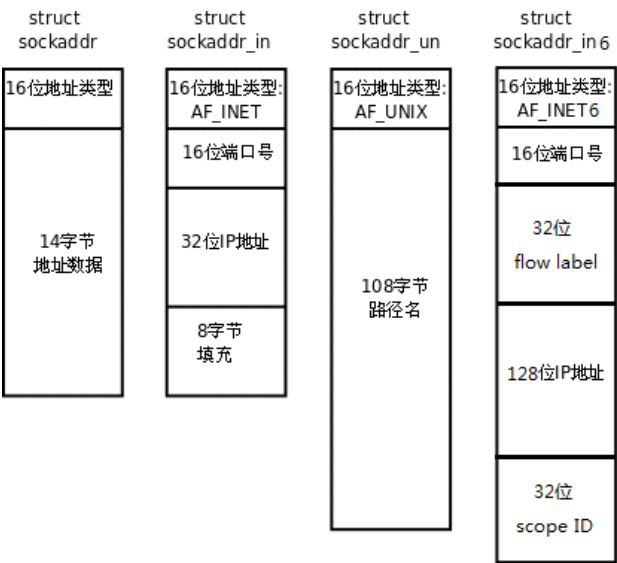 struct
sockaddr
16位地址类型
14字节
地址数据
struct
sockaddr_in
16位地址类型:
AF_INET
16位端口号
32位IP地址
8字节
填充
struct
sockaddr_un
16位地址类型:
AF_UNIX
108字节
路径名
struct
sockaddr_in6
16位地址类型:
AF_INET6
16位端口号
32位
flow label
128位IP地址
32位
scope ID